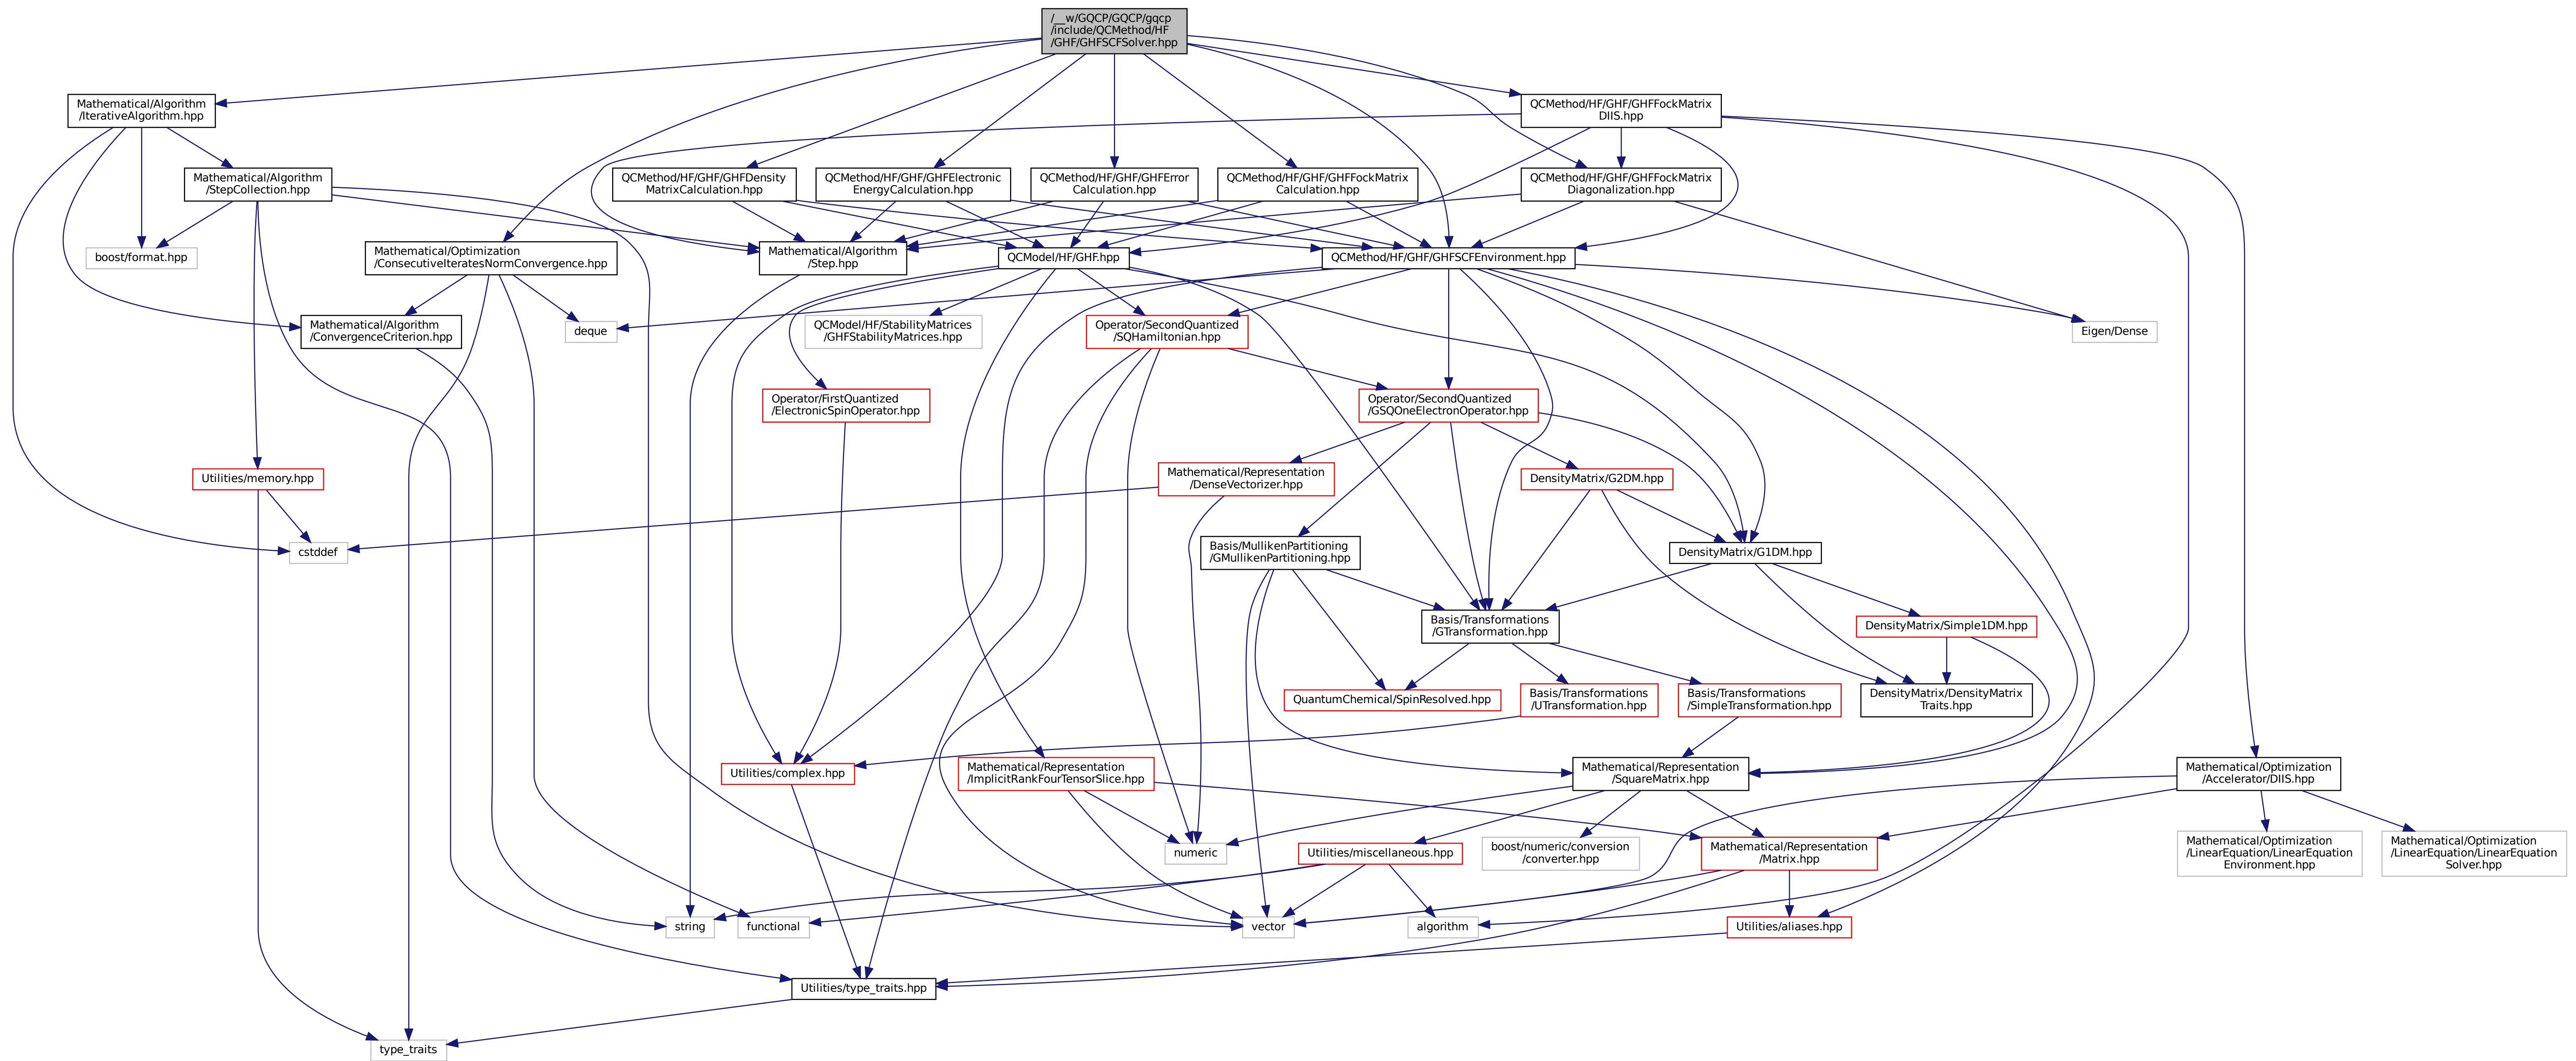 /__w/GQCP/GQCP/gqcp
/include/QCMethod/HF
/GHF/GHFSCFSolver.hpp
Mathematical/Algorithm
/IterativeAlgorithm.hpp
QCMethod/HF/GHF/GHFFockMatrix
DIIS.hpp
Mathematical/Algorithm
/StepCollection.hpp
QCMethod/HF/GHF/GHFDensity
MatrixCalculation.hpp
QCMethod/HF/GHF/GHFElectronic
EnergyCalculation.hpp
QCMethod/HF/GHF/GHFError
Calculation.hpp
QCMethod/HF/GHF/GHFFockMatrix
Calculation.hpp
QCMethod/HF/GHF/GHFFockMatrix
Diagonalization.hpp
boost/format.hpp
Mathematical/Optimization
/ConsecutiveIteratesNormConvergence.hpp
Mathematical/Algorithm
/Step.hpp
QCModel/HF/GHF.hpp
QCMethod/HF/GHF/GHFSCFEnvironment.hpp
Mathematical/Algorithm
/ConvergenceCriterion.hpp
deque
QCModel/HF/StabilityMatrices
/GHFStabilityMatrices.hpp
Operator/SecondQuantized
/SQHamiltonian.hpp
Eigen/Dense
Operator/FirstQuantized
/ElectronicSpinOperator.hpp
Operator/SecondQuantized
/GSQOneElectronOperator.hpp
Utilities/memory.hpp
Mathematical/Representation
/DenseVectorizer.hpp
DensityMatrix/G2DM.hpp
cstddef
Basis/MullikenPartitioning
/GMullikenPartitioning.hpp
DensityMatrix/G1DM.hpp
Basis/Transformations
/GTransformation.hpp
DensityMatrix/Simple1DM.hpp
QuantumChemical/SpinResolved.hpp
Basis/Transformations
/UTransformation.hpp
Basis/Transformations
/SimpleTransformation.hpp
DensityMatrix/DensityMatrix
Traits.hpp
Utilities/complex.hpp
Mathematical/Representation
/ImplicitRankFourTensorSlice.hpp
Mathematical/Representation
/SquareMatrix.hpp
Mathematical/Optimization
/Accelerator/DIIS.hpp
numeric
Utilities/miscellaneous.hpp
boost/numeric/conversion
/converter.hpp
Mathematical/Representation
/Matrix.hpp
Mathematical/Optimization
/LinearEquation/LinearEquation
Environment.hpp
Mathematical/Optimization
/LinearEquation/LinearEquation
Solver.hpp
string
functional
vector
algorithm
Utilities/aliases.hpp
Utilities/type_traits.hpp
type_traits